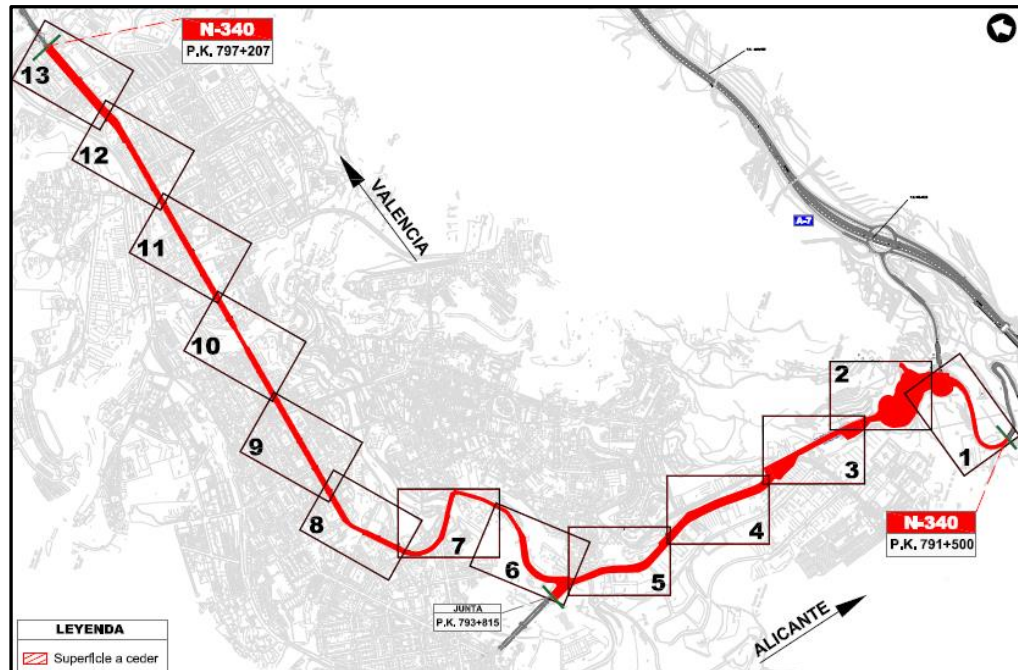 N-340
P.K. 797+207
13
12
VALENCIA
11
A-7
10
2
9
3
1
8
4
N-340
P.K. 791+500
7
6
5
JUNTA
P.K. 793+815
ALICANTE
LEYENDA
Superficie a ceder